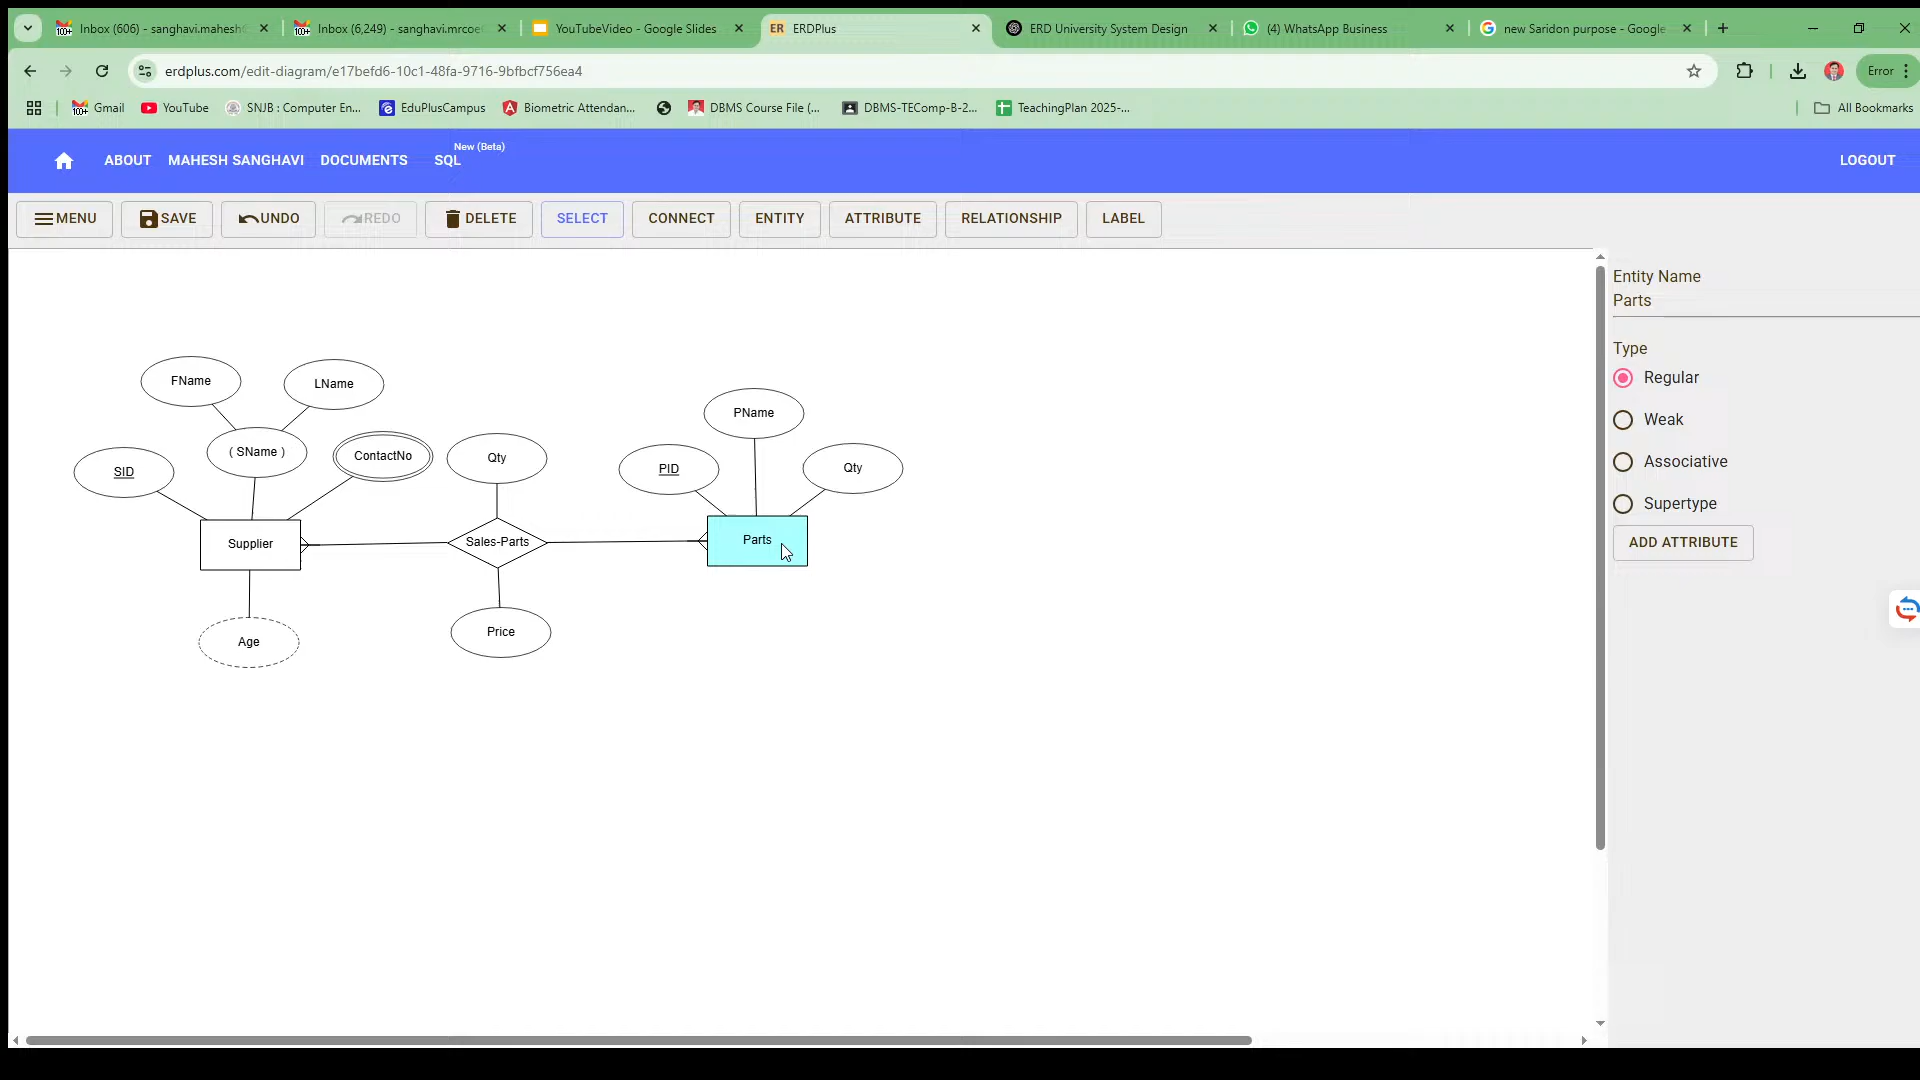 Inbox (606) - sanghavi.mahesh
Inbox (6,249) - sanghavi.mrcoe
YouTubeVideo - Google Slides
ER ERDPlus
ERD University System Design
(4) WhatsApp Business
new Saridon purpose - Google
erdplus.com/edit-diagram/e17befd6-10c1-48fa-9716-9bfbcf756ea4
Error
Gmail
YouTube
SNJB : Computer En...
EduPlusCampus
Biometric Attendan...
DBMS Course File (...
DBMS-TEComp-B-2...
TeachingPlan 2025-...
All Bookmarks
ABOUT
MAHESH SANGHAVI
DOCUMENTS
SQL
New (Beta)
LOGOUT
MENU
SAVE
UNDO
REDO
DELETE
SELECT
CONNECT
ENTITY
ATTRIBUTE
RELATIONSHIP
LABEL
Entity Name
Parts
Type
Regular
Weak
Associative
Supertype
ADD ATTRIBUTE
FName
LName
( SName )
ContactNo
SID
Qty
PName
PID
Qty
Supplier
Sales-Parts
Parts
Age
Price